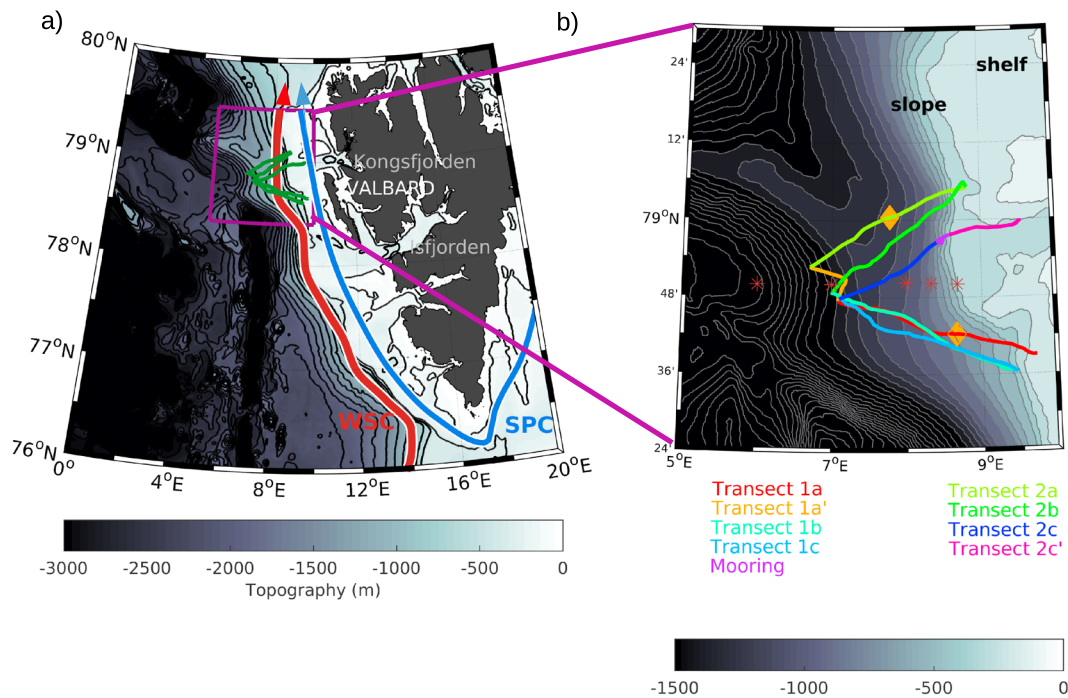 a)
80°N
79°N
78°N
77°N
76°N
0°
4°E
8°E
12°E
16°E
20°E
Kongsfjorden
VALBARD
Isfjorden
WSC
SPC
-3000 -2500 -2000 -1500 -1000 -500 0
Topography (m)
b)
24'
12'
79°N
48'
36'
24'
5°E
7°E
9°E
shelf
slope
Transect 1a
Transect 1a'
Transect 1b
Transect 1c
Mooring
Transect 2a
Transect 2b
Transect 2c
Transect 2c'
-1500 -1000 -500 0